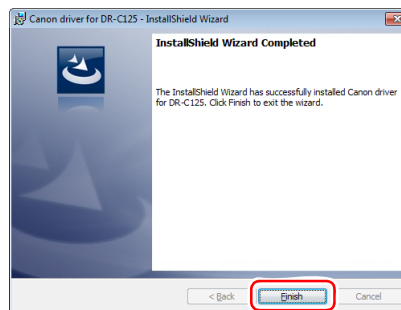 Canon driver for DR-C125 - InstallShield Wizard
InstallShield Wizard Completed
The InstallShield Wizard has successfully installed Canon driver
for DR-C125. Click Finish to exit the wizard.
< Back
Finish
Cancel